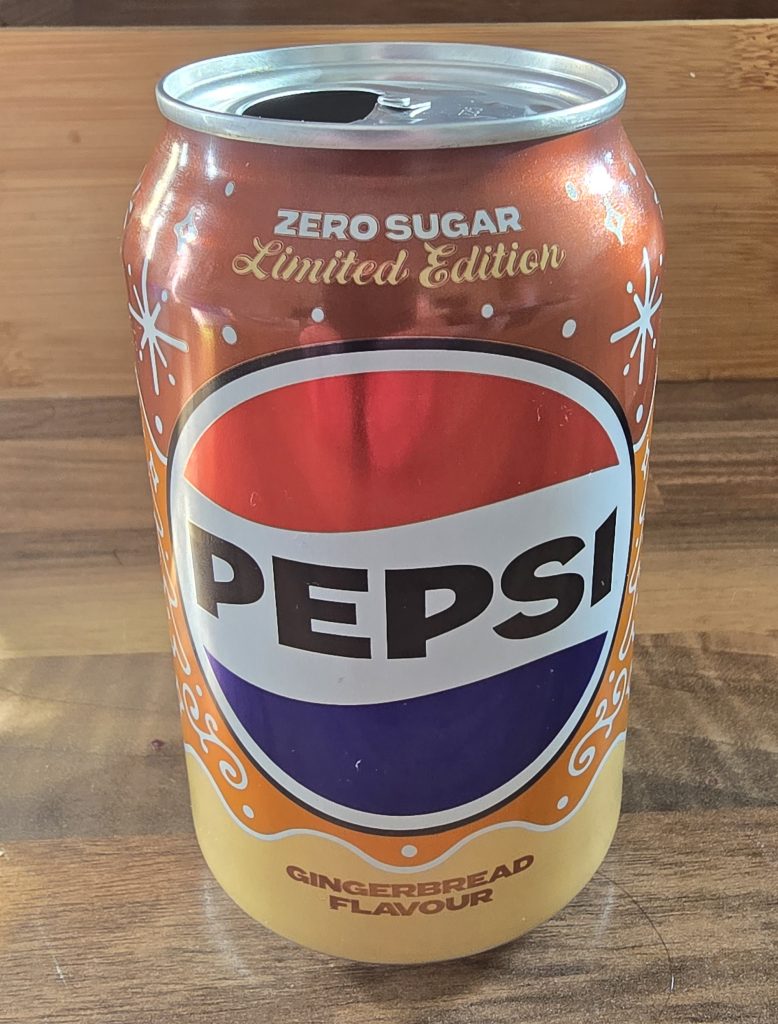 ZERO SUGAR
Limited Edition
PEPSI
GINGERBREAD
FLAVOUR